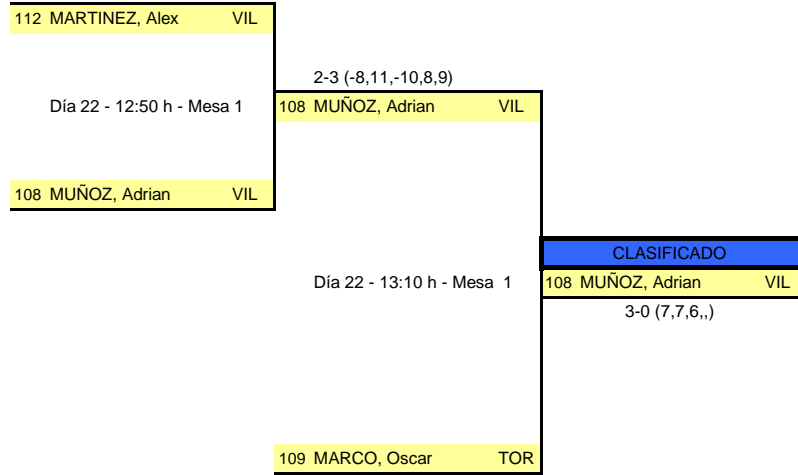 112 MARTINEZ, Alex VIL
2-3 (-8,11,-10,8,9)
Día 22 - 12:50 h - Mesa 1
108 MUÑOZ, Adrian VIL
108 MUÑOZ, Adrian VIL
CLASIFICADO
Día 22 - 13:10 h - Mesa 1
108 MUÑOZ, Adrian VIL
3-0 (7,7,6,,)
109 MARCO, Oscar TOR